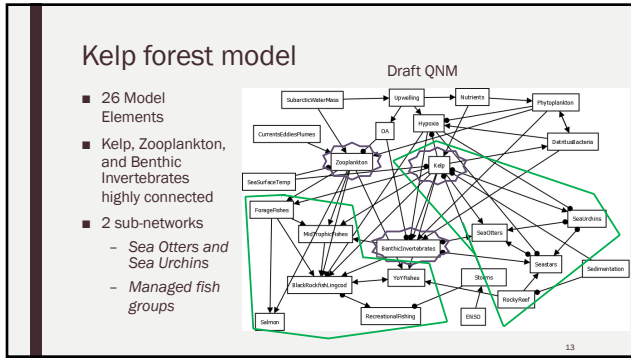 Kelp forest model
■ 26 Model
Elements
■ Kelp, Zooplankton,
and Benthic
Invertebrates
highly connected
■ 2 sub-networks
– Sea Otters and
Sea Urchins
– Managed fish
groups
Draft QNM
SubarcticWaterMass
Upwelling
Nutrients
Phytoplankton
OA
Hypoxia
CurrentsEddiesPlumes
DetritusBacteria
Zooplankton
Kelp
SeaSurfaceTemp
ForageFishes
SeaUrchins
MidTrophicFishes
SeaOtters
BenthicInvertebrates
Seastars
Sedimentation
BlackRockfishLingcod
YoYFishes
Storms
RockyReef
Salmon
RecreationalFishing
ENSO
13